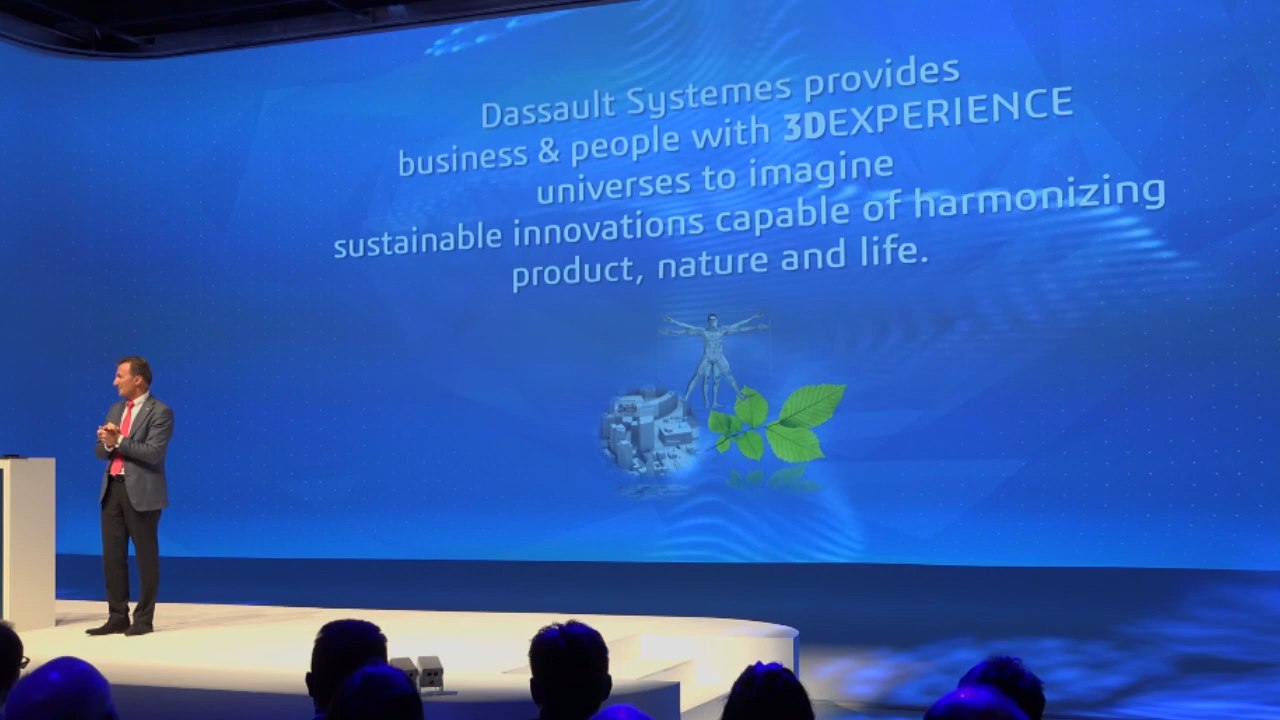 Dassault Systemes provides
business & people with 3DEXPERIENCE
universes to imagine
sustainable innovations capable of harmonizing
product, nature and life.